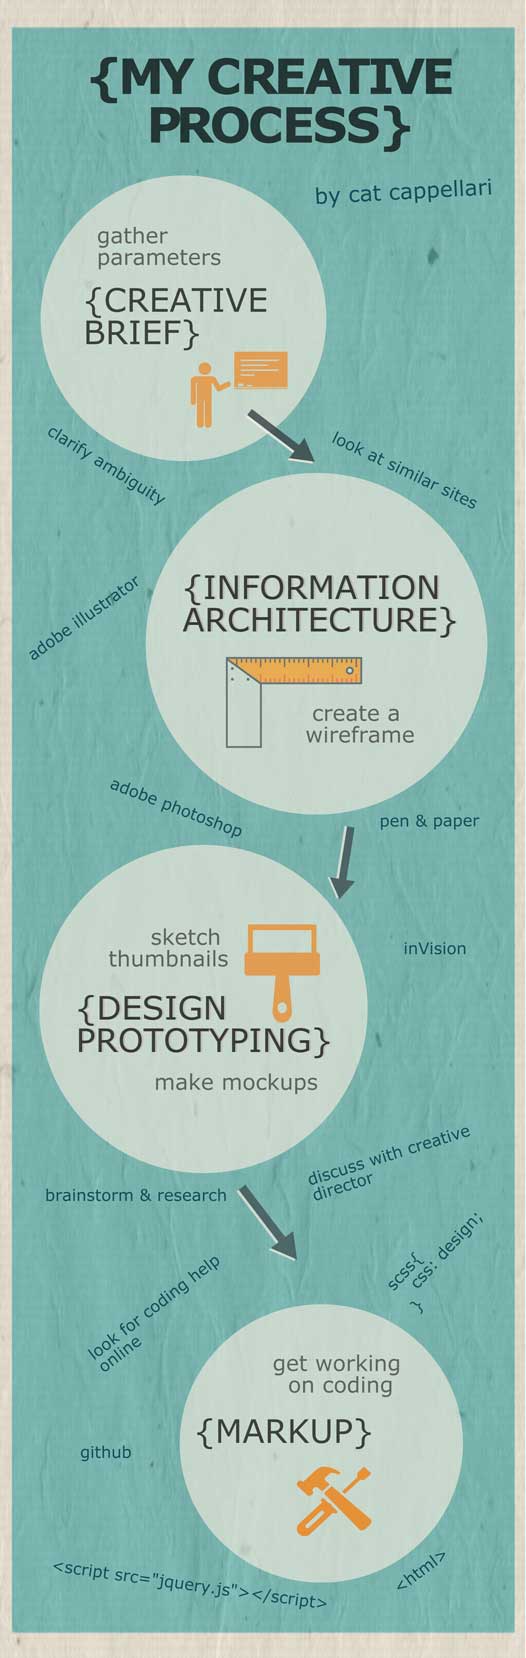 {MY CREATIVE
PROCESS}
by cat cappellari
gather
parameters
{CREATIVE
BRIEF}
clarify ambiguity
look at similar sites
adobe illustrator
{INFORMATION
ARCHITECTURE}
create a
wireframe
adobe photoshop
pen & paper
sketch
thumbnails
inVision
{DESIGN
PROTOTYPING}
make mockups
brainstorm & research
discuss with creative
director
look for coding help
online
scss{
css: design;
}
get working
on coding
{MARKUP}
github
<script src="jquery.js"></script>
<html>